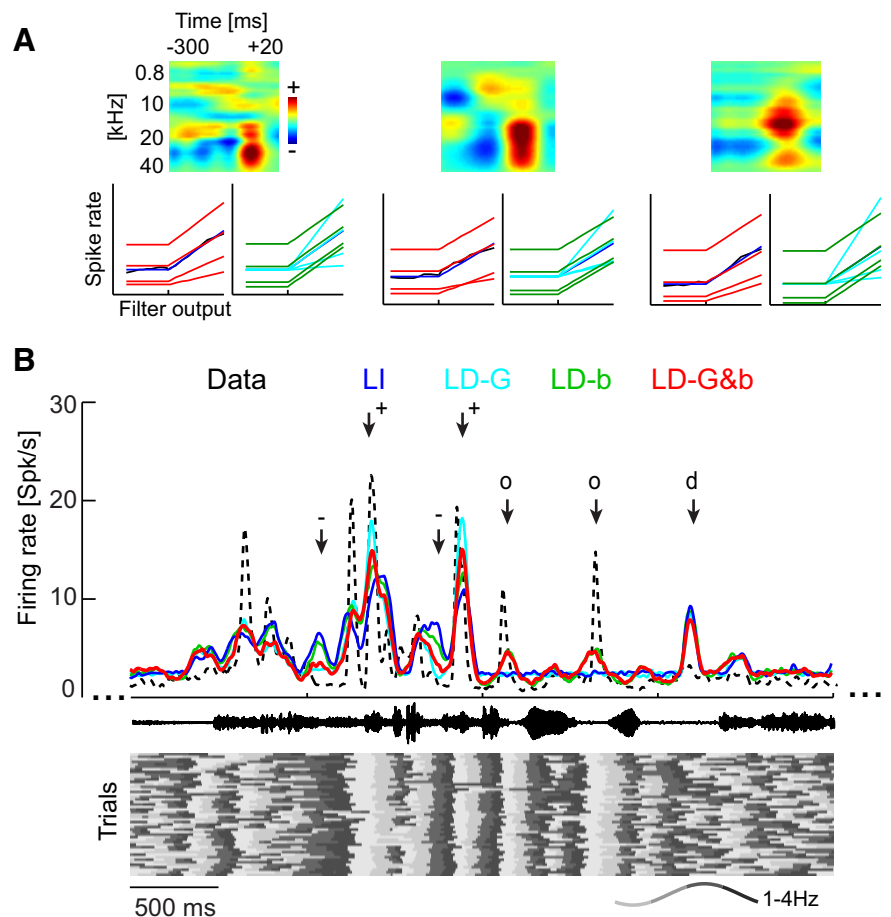 A
Time [ms]
-300 +20
0.8
10
20
40
[kHz]
+
-
Spike rate
Filter output
B
Data LI LD-G LD-b LD-G&b
30
20
10
0
Firing rate [Spk/s]
+ +
- -
o o d
... ...
Trials
500 ms
1-4Hz